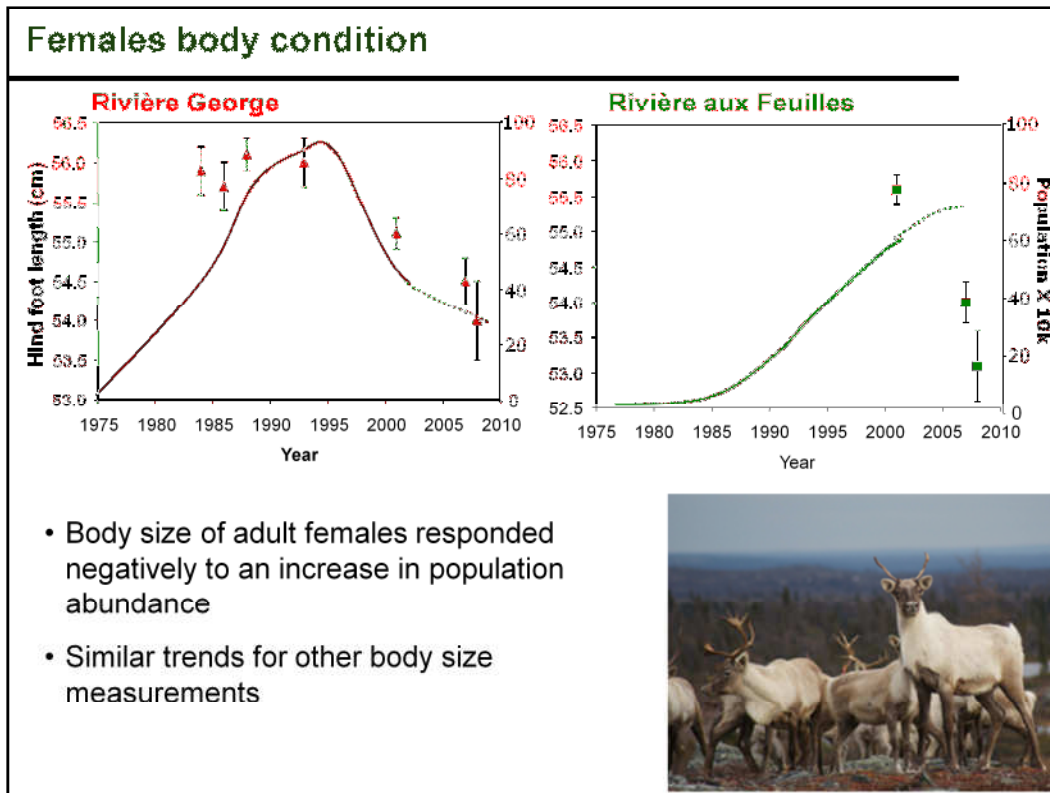 Females body condition
Rivière George
Rivière aux Feuilles
Hind foot length (cm)
56.5
56.0
55.5
55.0
54.5
54.0
53.5
53.0
100
80
60
40
20
0
1975 1980 1985 1990 1995 2000 2005 2010
Year
56.5
56.0
55.5
55.0
54.5
54.0
53.5
53.0
52.5
100
80
60
40
20
0
Population X 10k
1975 1980 1985 1990 1995 2000 2005 2010
Year
• Body size of adult females responded
negatively to an increase in population
abundance
• Similar trends for other body size
measurements